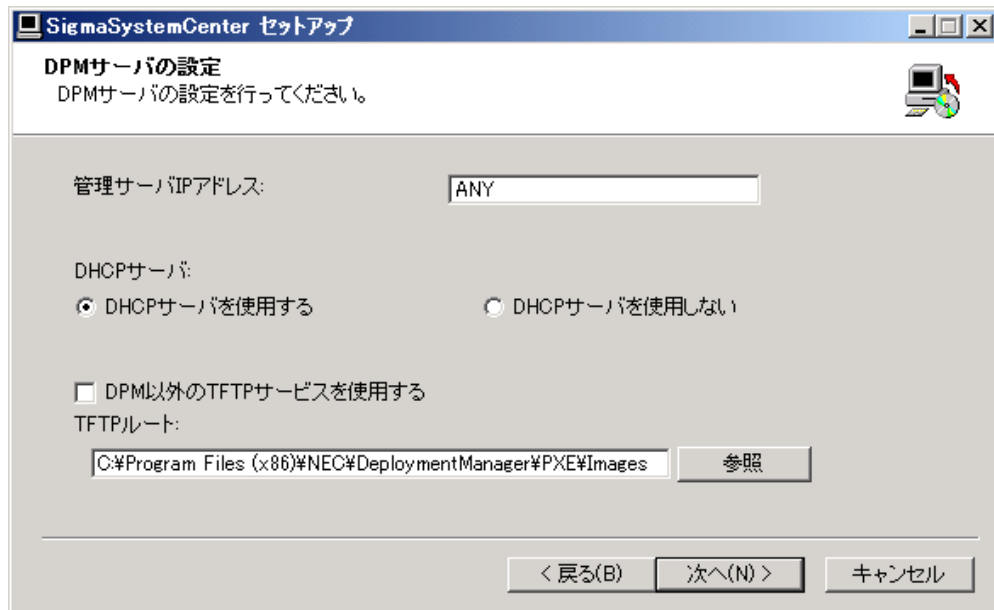 SigmaSystemCenter セットアップ
DPMサーバの設定
DPMサーバの設定を行ってください。
管理サーバIPアドレス:
ANY
DHCPサーバ:
DHCPサーバを使用する
DHCPサーバを使用しない
DPM以外のTFTPサービスを使用する
TFTPルート:
C:¥Program Files (x86)¥NEC¥DeploymentManager¥PXE¥Images
参照
< 戻る(B)
次へ(N) >
キャンセル